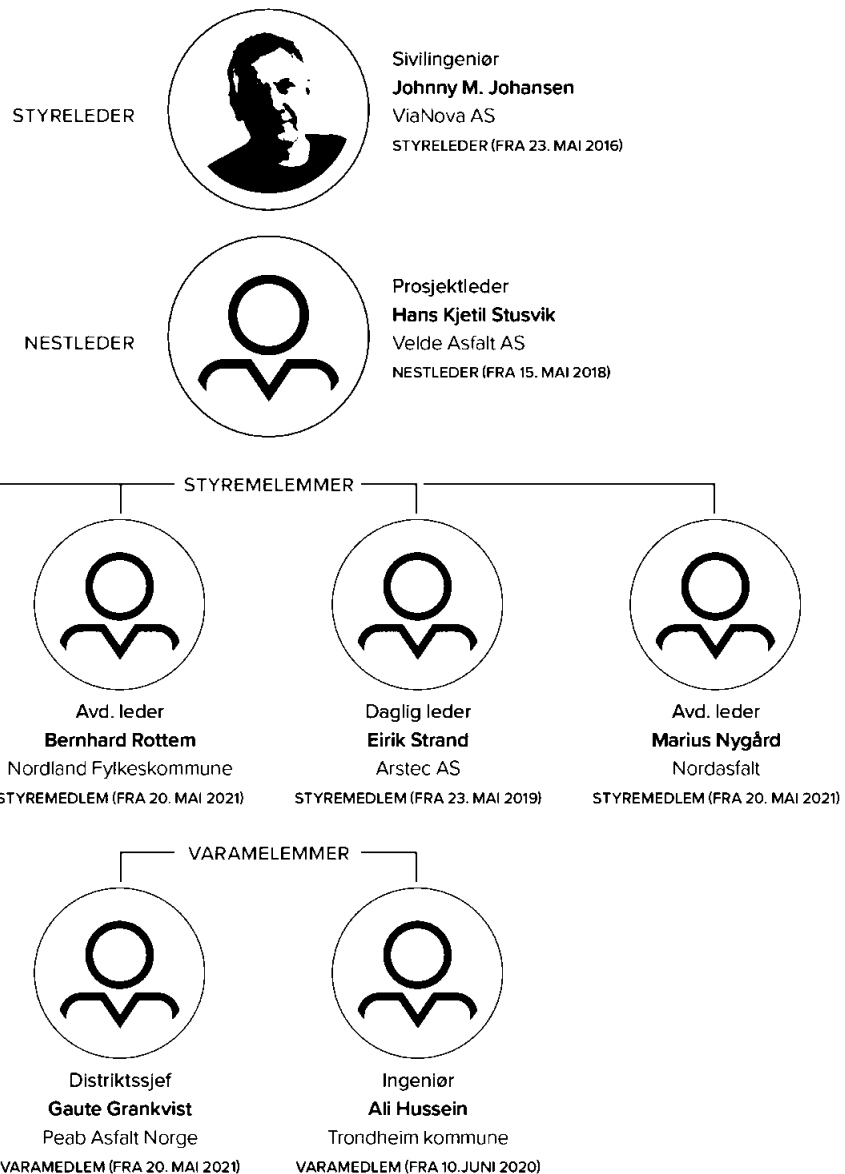 STYRELEDER
Sivilingeniør
Johnny M. Johansen
ViaNova AS
STYRELEDER (FRA 23. MAI 2016)
NESTLEDER
Prosjektleder
Hans Kjetil Stusvik
Velde Asfalt AS
NESTLEDER (FRA 15. MAI 2018)
STYREMELEMMER
Avd. leder
Bernhard Rottem
Nordland Fylkeskommune
STYREMEDLEM (FRA 20. MAI 2021)
Daglig leder
Eirik Strand
Arstec AS
STYREMEDLEM (FRA 23. MAI 2019)
Avd. leder
Marius Nygård
Nordasfalt
STYREMEDLEM (FRA 20. MAI 2021)
VARAMELEMMER
Distriktssjef
Gaute Grankvist
Peab Asfalt Norge
VARAMEDLEM (FRA 20. MAI 2021)
Ingeniør
Ali Hussein
Trondheim kommune
VARAMEDLEM (FRA 10.JUNI 2020)